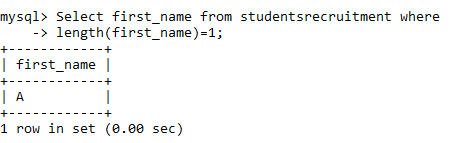 mysql> Select first_name from studentsrecruitment where
    -> length(first_name)=1;
+------------+
| first_name |
+------------+
| A          |
+------------+
1 row in set (0.00 sec)